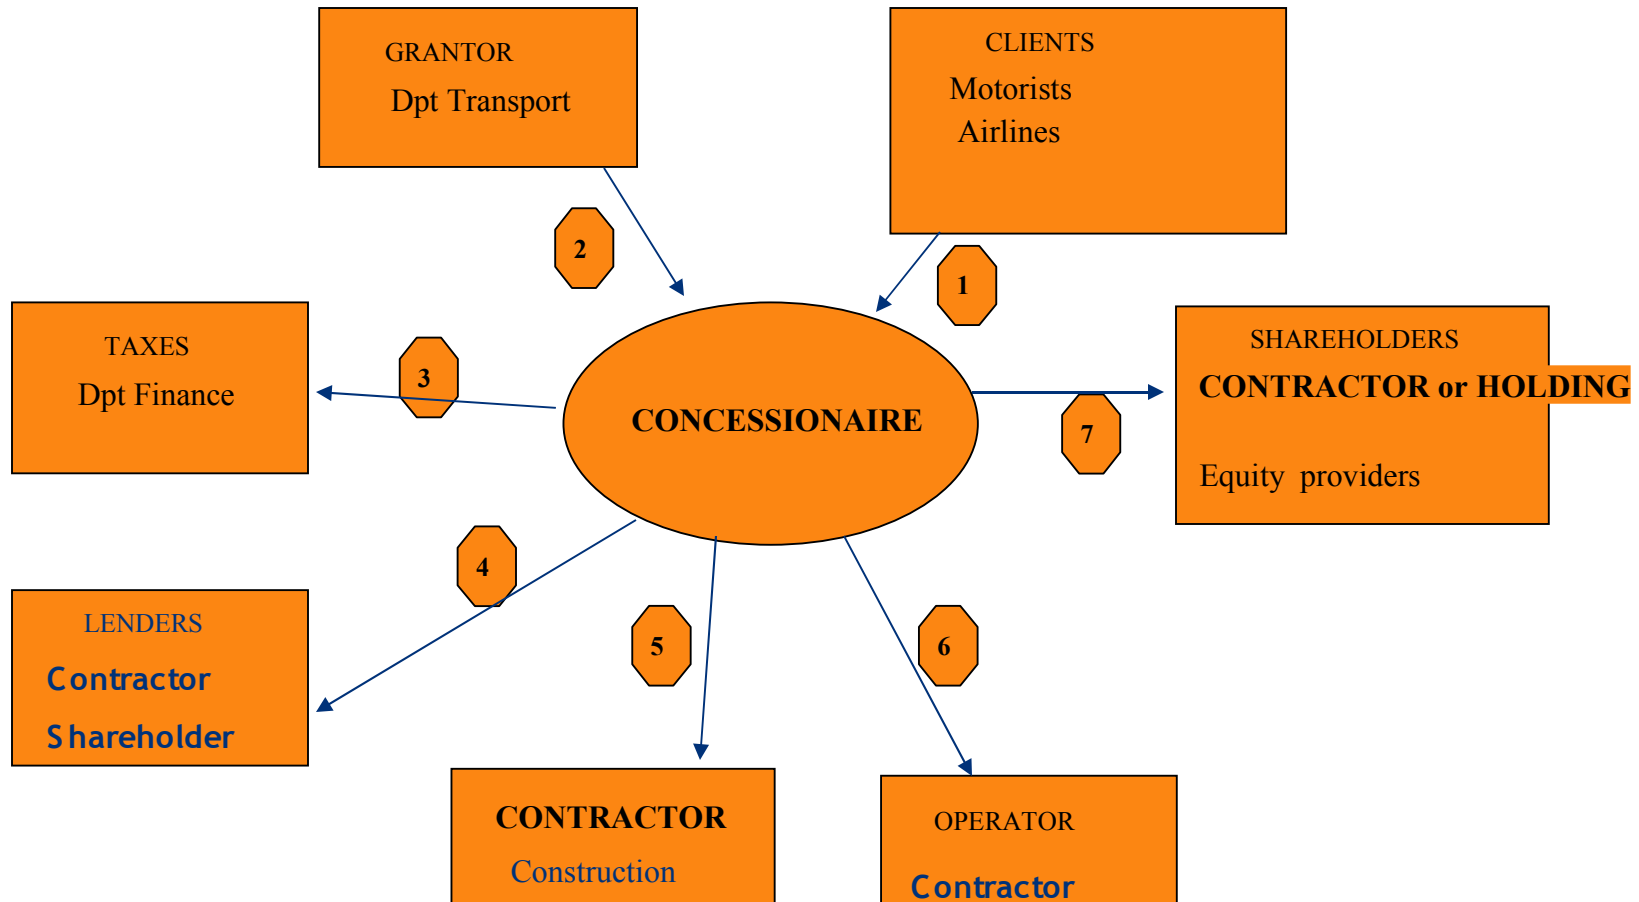 GRANTOR
Dpt Transport
CLIENTS
Motorists
Airlines
2
1
TAXES
Dpt Finance
3
CONCESSIONAIRE
7
SHAREHOLDERS
CONTRACTOR or HOLDING
Equity providers
4
5
6
LENDERS
Contractor
Shareholder
CONTRACTOR
Construction
OPERATOR
Contractor